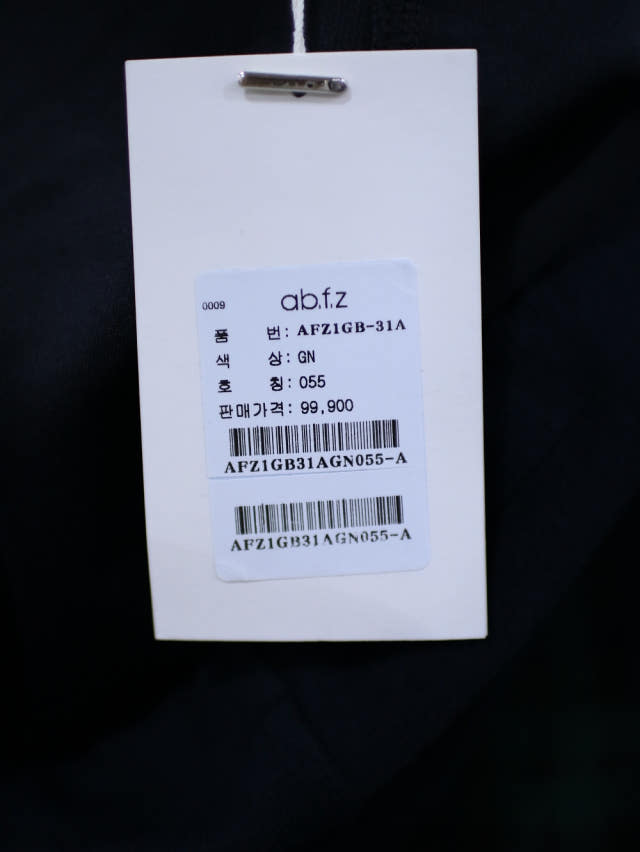 0009 ab.f.z
품 번: AFZ1GB-31A
색 상: GN
호 칭: 055
판매가격: 99,900
AFZ1GB31AGN055-A
AFZ1GB31AGN055-A